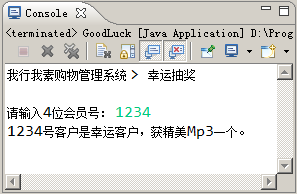 Console
<terminated> GoodLuck [Java Application] D:\Prog
我行我素购物管理系统 > 幸运抽奖
请输入4位会员号： 1234
1234号客户是幸运客户，获精美Mp3一个。